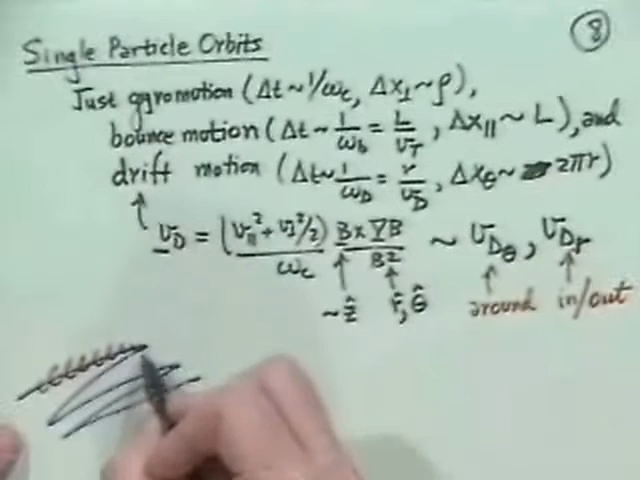 8
Single Particle Orbits
Just gyromotion (Δt ~ 1/ω_c, Δx_⊥ ~ ρ),
bounce motion (Δt ~ 1/ω_b = L/v_T, Δx_∥ ~ L), and
drift motion (Δt ~ 1/ω_D = r/v_D, Δx_θ ~ 2πr)
↑ v_D = (v_∥² + v_⊥²/2)/ω_c B × ∇B/B² ~ v_Dθ, v_Dr
↑ ↑ ↑ ↑
~ ẑ r̂, θ̂ around in/out